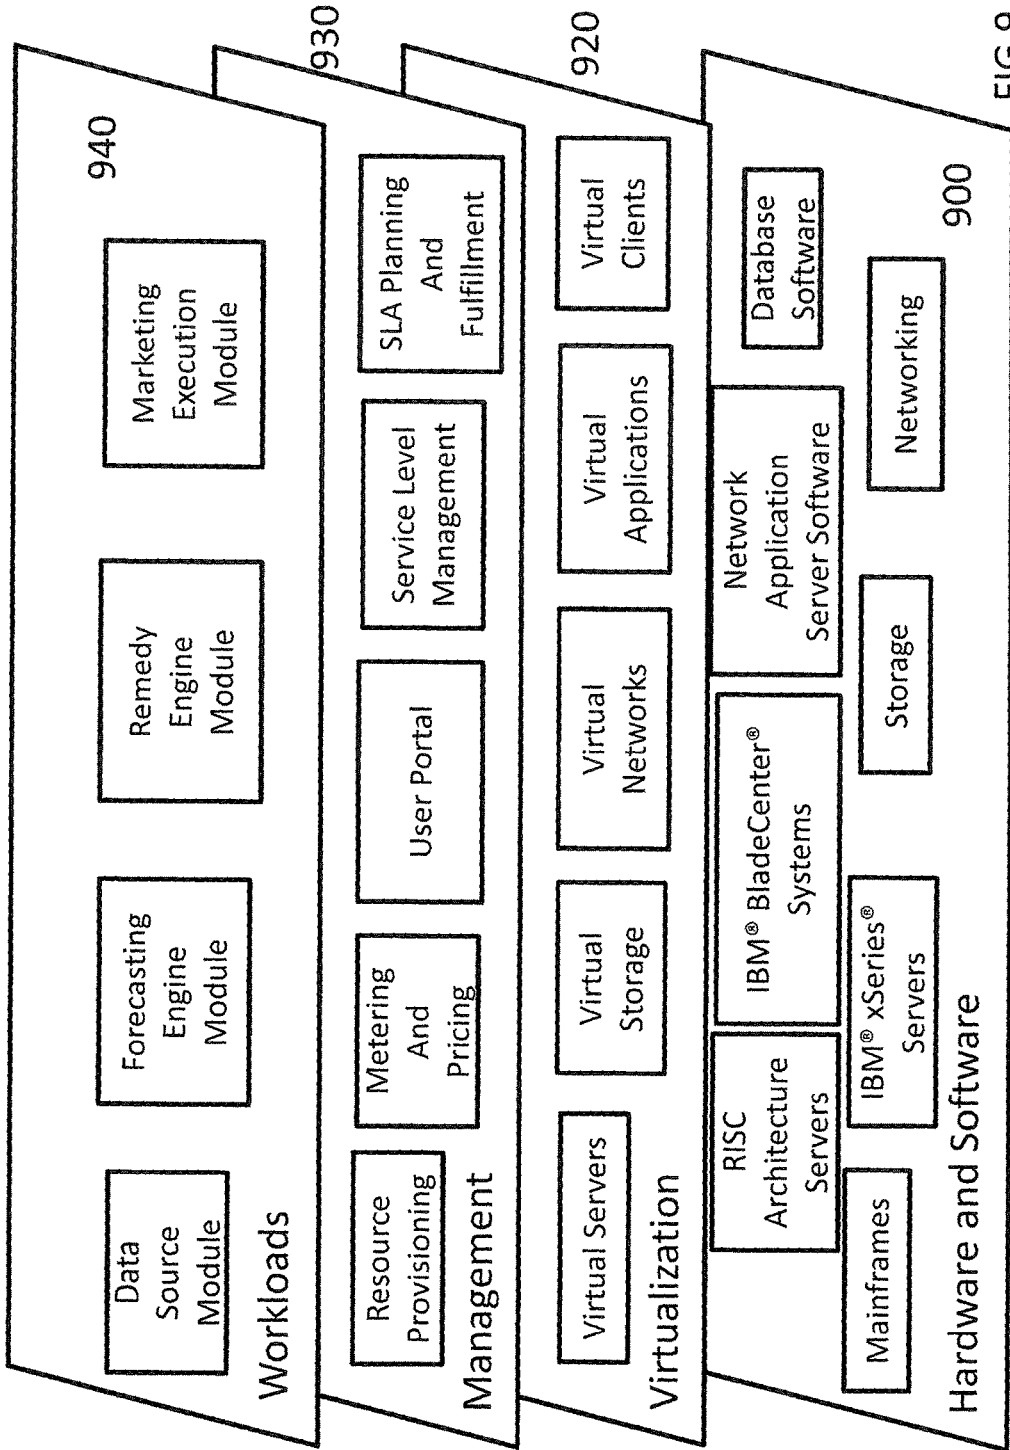 940
Data
Source
Module
Forecasting
Engine
Module
Remedy
Engine
Module
Marketing
Execution
Module
Workloads
930
Resource
Provisioning
Metering
And
Pricing
User Portal
Service Level
Management
SLA Planning
And
Fulfillment
Management
920
Virtual Servers
Virtual
Storage
Virtual
Networks
Virtual
Applications
Virtual
Clients
Virtualization
RISC
Architecture
Servers
IBM® BladeCenter®
Systems
Network
Application
Server Software
Database
Software
Mainframes
IBM® xSeries®
Servers
Storage
Networking
900
Hardware and Software
FIG 9